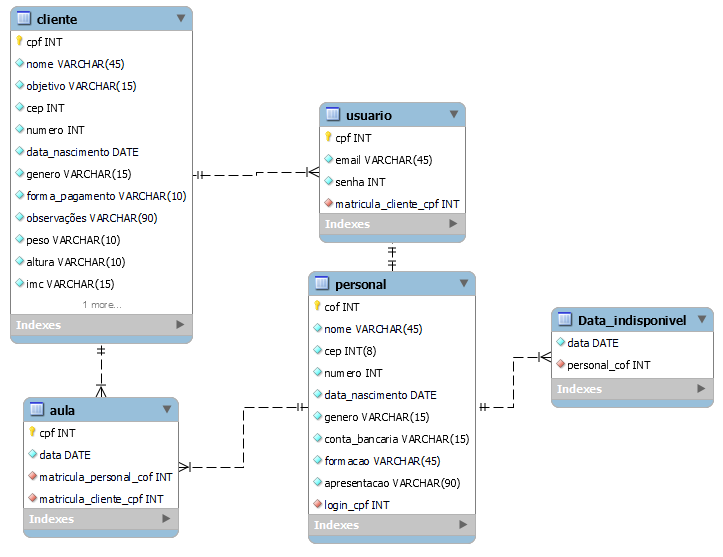 cliente
cpf INT
nome VARCHAR(45)
objetivo VARCHAR(15)
cep INT
numero INT
data_nascimento DATE
genero VARCHAR(15)
forma_pagamento VARCHAR(10)
observações VARCHAR(90)
peso VARCHAR(10)
altura VARCHAR(10)
imc VARCHAR(15)
1 more...
Indexes
usuario
cpf INT
email VARCHAR(45)
senha INT
matricula_cliente_cpf INT
Indexes
personal
cof INT
nome VARCHAR(45)
cep INT(8)
numero INT
data_nascimento DATE
genero VARCHAR(15)
conta_bancaria VARCHAR(15)
formacao VARCHAR(45)
apresentacao VARCHAR(90)
login_cpf INT
Indexes
Data_indisponivel
data DATE
personal_cof INT
Indexes
aula
cpf INT
data DATE
matricula_personal_cof INT
matricula_cliente_cpf INT
Indexes